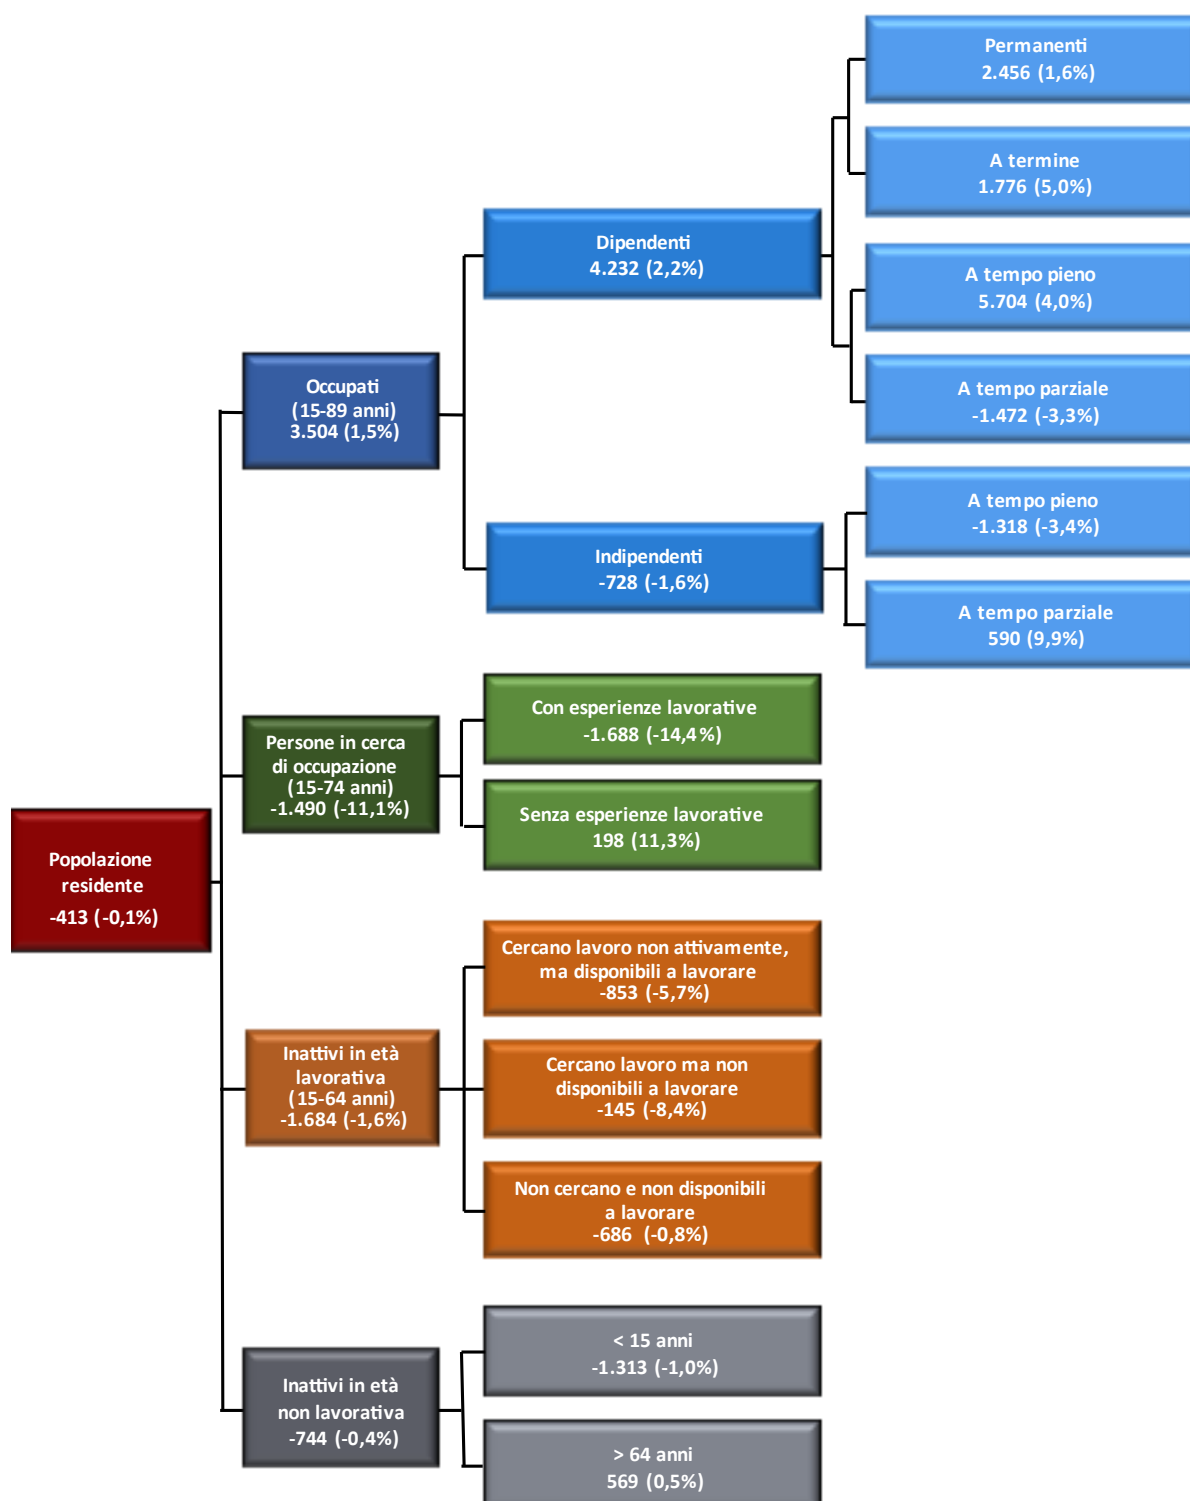 Permanenti
2.456 (1,6%)
A termine
1.776 (5,0%)
Dipendenti
4.232 (2,2%)
A tempo pieno
5.704 (4,0%)
A tempo parziale
-1.472 (-3,3%)
Occupati
(15-89 anni)
3.504 (1,5%)
A tempo pieno
-1.318 (-3,4%)
Indipendenti
-728 (-1,6%)
A tempo parziale
590 (9,9%)
Con esperienze lavorative
-1.688 (-14,4%)
Persone in cerca
di occupazione
(15-74 anni)
-1.490 (-11,1%)
Senza esperienze lavorative
198 (11,3%)
Popolazione
residente
-413 (-0,1%)
Cercano lavoro non attivamente,
ma disponibili a lavorare
-853 (-5,7%)
Inattivi in età
lavorativa
(15-64 anni)
-1.684 (-1,6%)
Cercano lavoro ma non
disponibili a lavorare
-145 (-8,4%)
Non cercano e non disponibili
a lavorare
-686 (-0,8%)
< 15 anni
-1.313 (-1,0%)
Inattivi in età
non lavorativa
-744 (-0,4%)
> 64 anni
569 (0,5%)